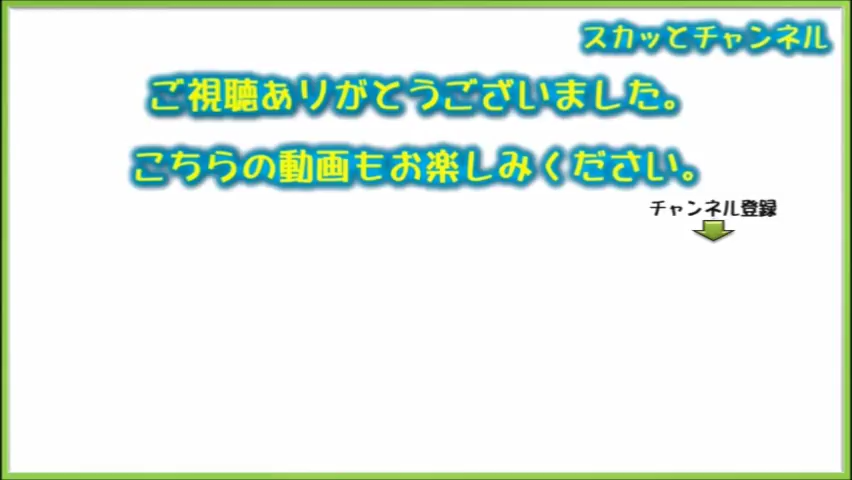 スカッとチャンネル
ご視聴ありがとうございました。
こちらの動画もお楽しみください。
チャンネル登録